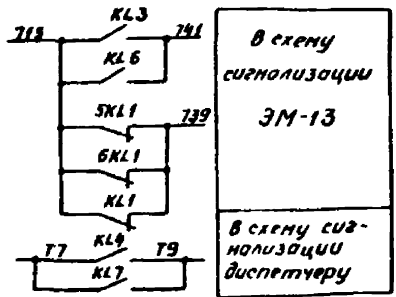 KL3
713 741
KL6
5KL1 739
6KL1
KL1
T7 KL4 T9
KL7
В схему
сигнализации
ЭМ-13
В схему сиг-
нализации
диспетчеру